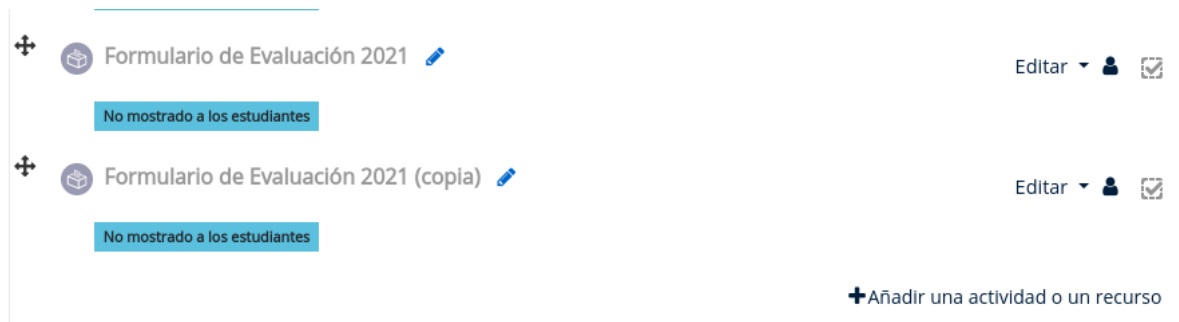 Formulario de Evaluación 2021
Editar
No mostrado a los estudiantes
Formulario de Evaluación 2021 (copia)
Editar
No mostrado a los estudiantes
Añadir una actividad o un recurso